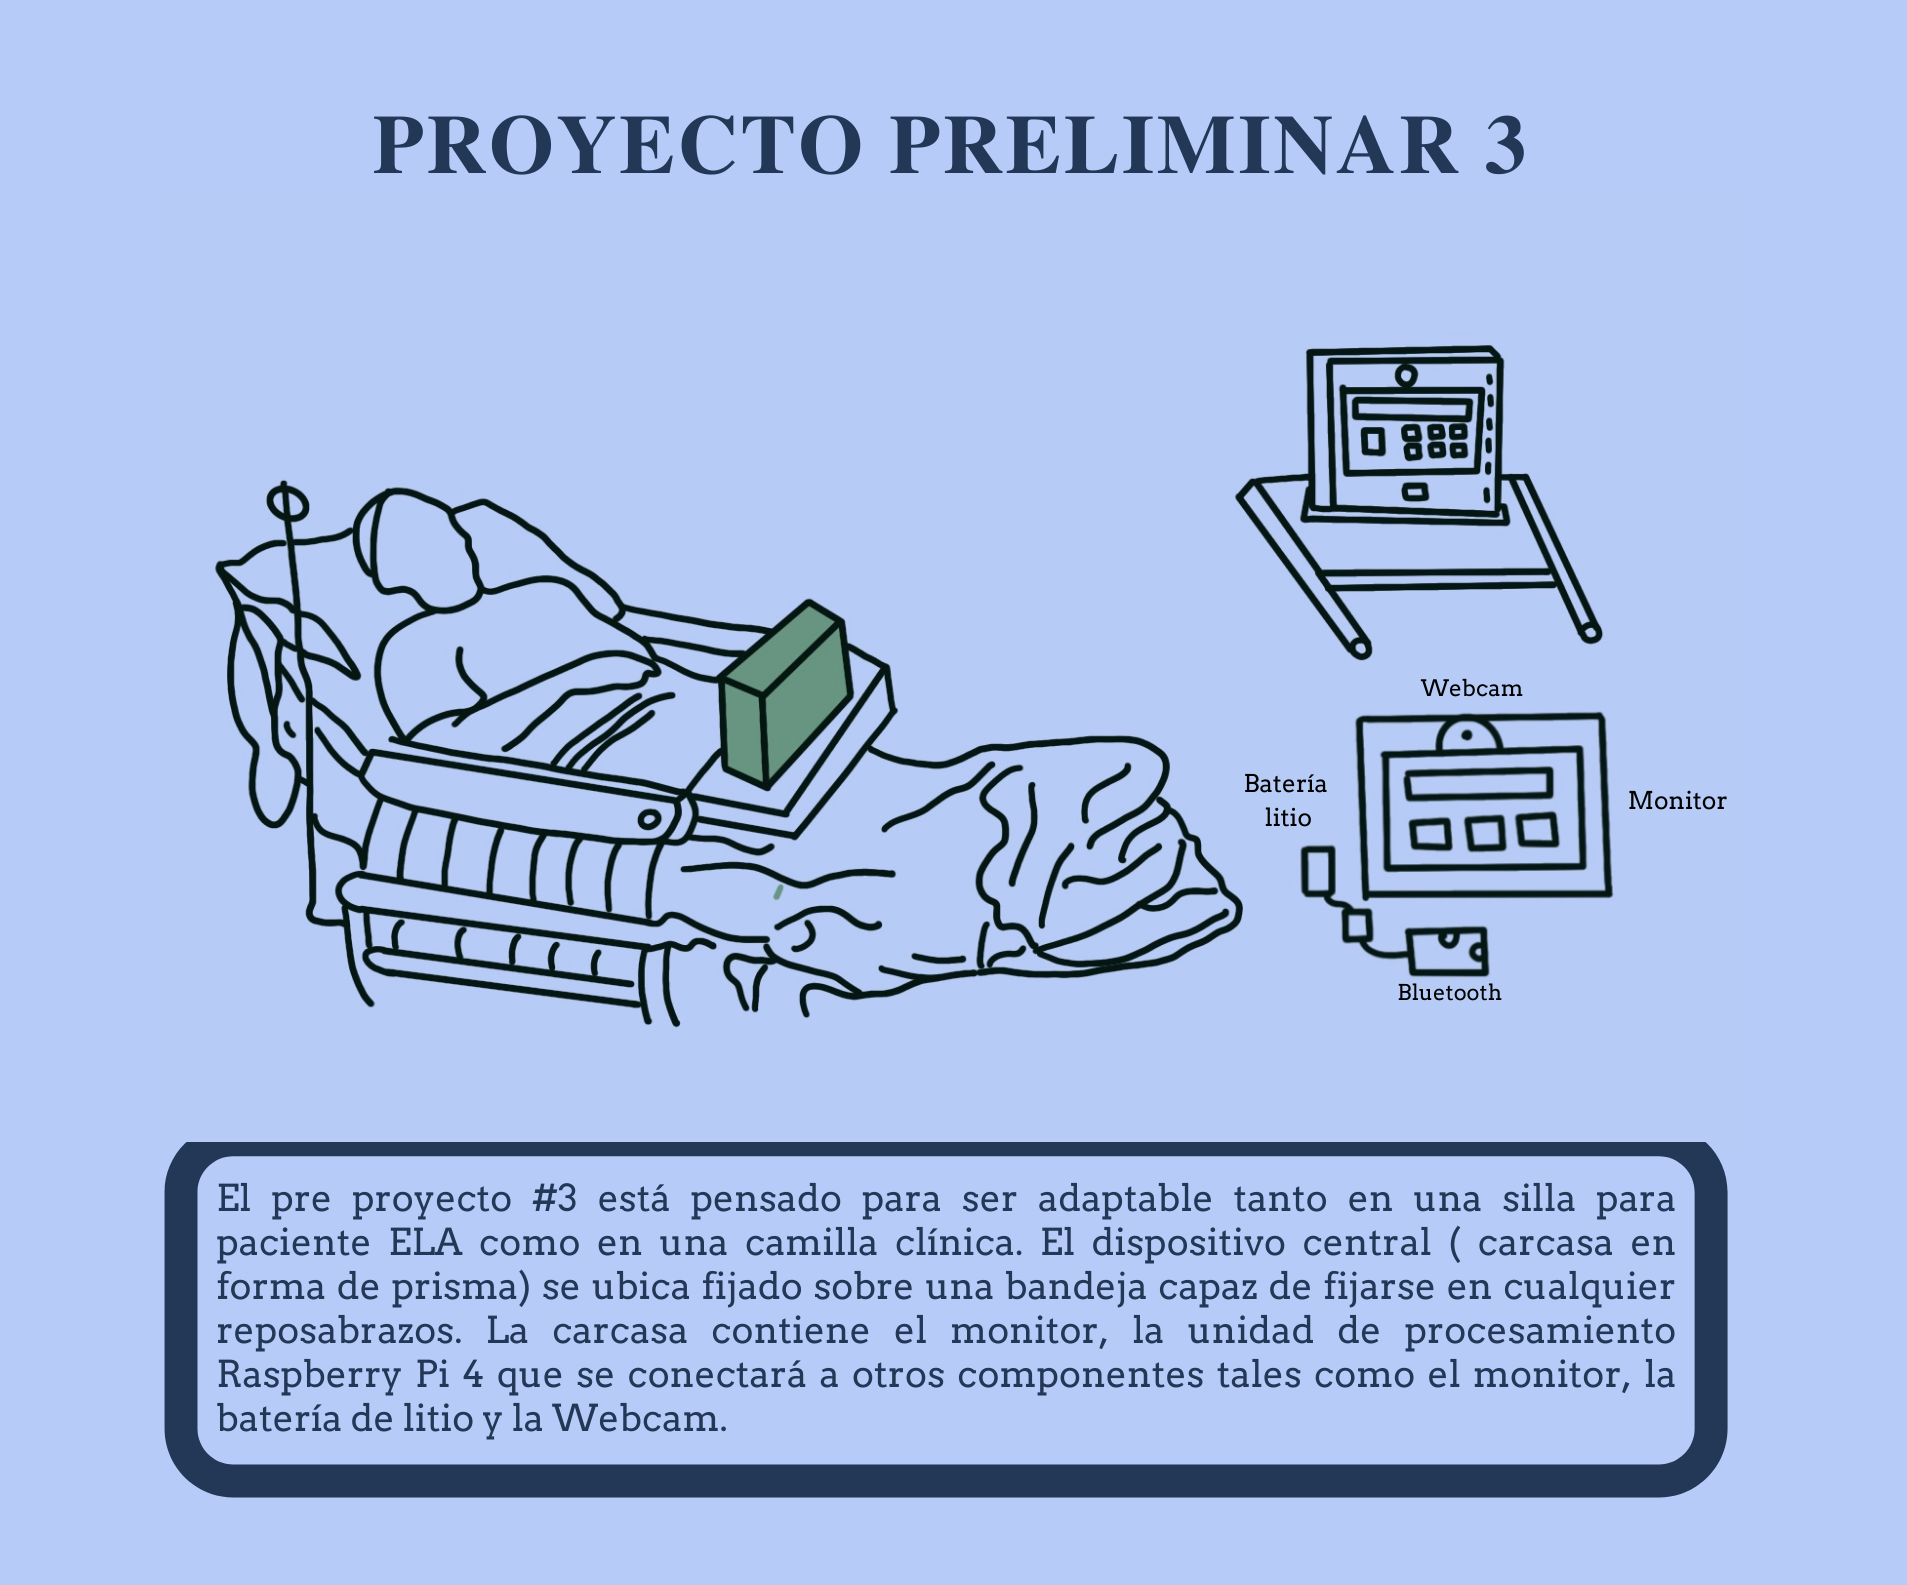 PROYECTO PRELIMINAR 3
Webcam
Batería
litio
Monitor
Bluetooth
El pre proyecto #3 está pensado para ser adaptable tanto en una silla para
paciente ELA como en una camilla clínica. El dispositivo central ( carcasa en
forma de prisma) se ubica fijado sobre una bandeja capaz de fijarse en cualquier
reposabrazos. La carcasa contiene el monitor, la unidad de procesamiento
Raspberry Pi 4 que se conectará a otros componentes tales como el monitor, la
batería de litio y la Webcam.